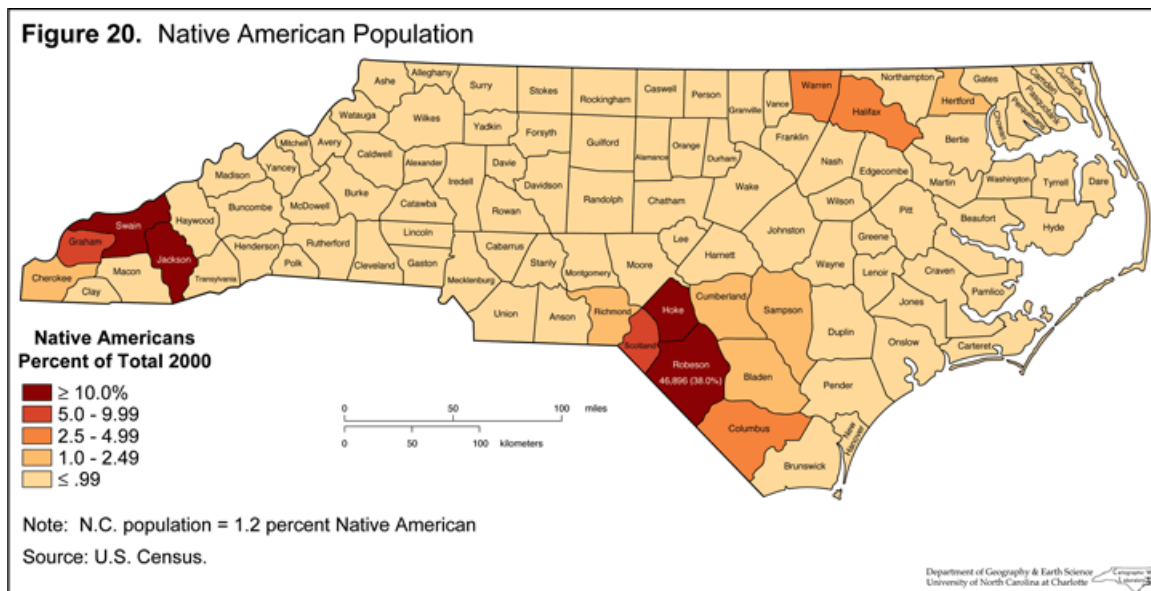 Figure 20. Native American Population
Ashe
Alleghany
Surry
Stokes
Rockingham
Caswell
Person
Granville
Vance
Warren
Halifax
Northampton
Hertford
Gates
Camden
Currituck
Pasquotank
Perquimans
Chowan
Watauga
Wilkes
Yadkin
Forsyth
Guilford
Alamance
Orange
Durham
Franklin
Nash
Edgecombe
Bertie
Mitchell
Avery
Caldwell
Alexander
Iredell
Davie
Davidson
Randolph
Chatham
Wake
Wilson
Martin
Washington
Tyrrell
Dare
Madison
Yancey
Burke
Catawba
Rowan
Johnston
Pitt
Beaufort
Hyde
Swain
Haywood
Buncombe
McDowell
Lincoln
Greene
Graham
Jackson
Henderson
Rutherford
Cleveland
Gaston
Cabarrus
Stanly
Montgomery
Moore
Lee
Harnett
Wayne
Lenoir
Craven
Cherokee
Macon
Clay
Transylvania
Polk
Mecklenburg
Union
Anson
Richmond
Hoke
Cumberland
Sampson
Duplin
Jones
Pamlico
Scotland
Robeson
46,896 (38.0%)
Bladen
Onslow
Carteret
Pender
Columbus
New
Hanover
Brunswick
Native Americans
Percent of Total 2000
≥ 10.0%
5.0 - 9.99
2.5 - 4.99
1.0 - 2.49
≤ .99
0 50 100 miles
0 50 100 kilometers
Note: N.C. population = 1.2 percent Native American
Source: U.S. Census.
Department of Geography & Earth Science
University of North Carolina at Charlotte